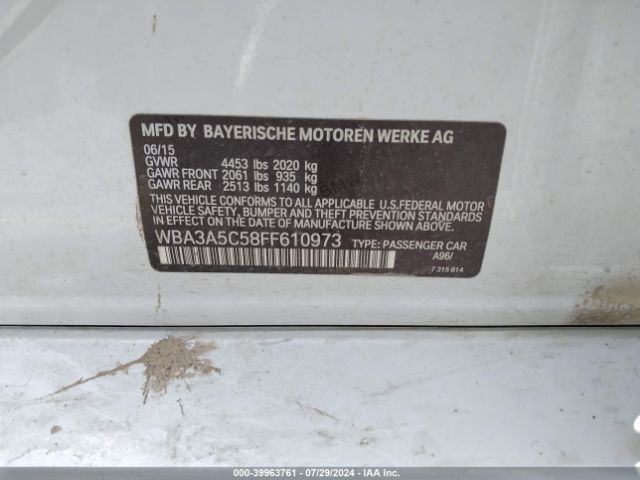 MFD BY BAYERISCHE MOTOREN WERKE AG
06/15
GVWR 4453 lbs 2020 kg
GAWR FRONT 2061 lbs 935 kg
GAWR REAR 2513 lbs 1140 kg
THIS VEHICLE CONFORMS TO ALL APPLICABLE U.S.FEDERAL MOTOR
VEHICLE SAFETY, BUMPER AND THEFT PREVENTION STANDARDS
IN EFFECT ON THE DATE OF MANUFACTURE SHOWN ABOVE.
WBA3A5C58FF610973 TYPE: PASSENGER CAR
A96/
7 315 814
000-39963761 / 07/29/2024 - IAA Inc.